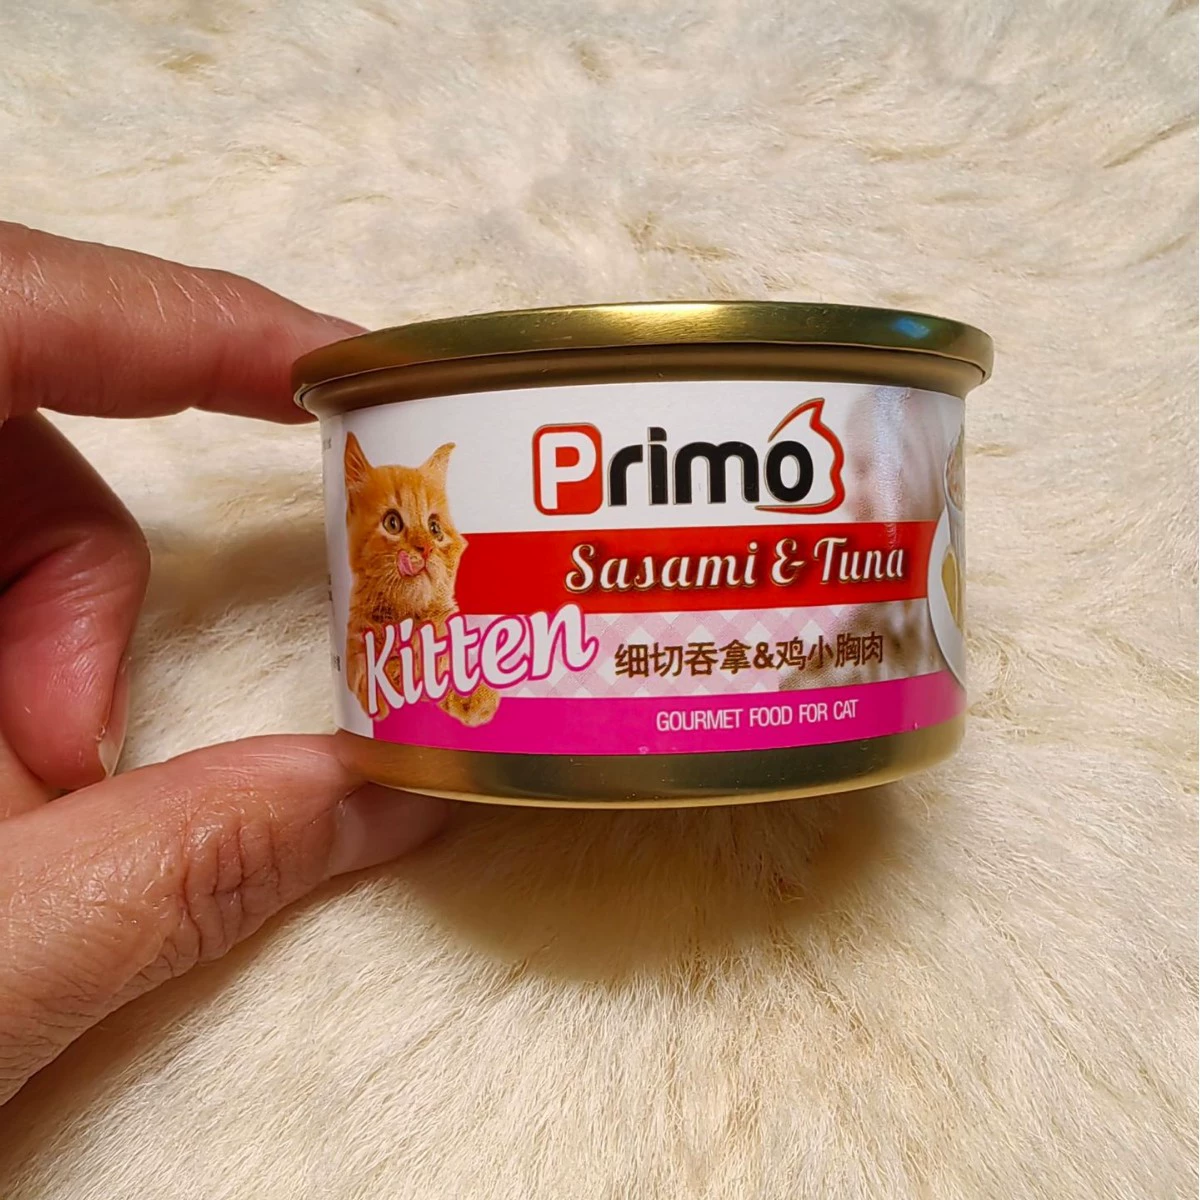 Primo
Sasami & Tuna
Kitten
细切吞拿&鸡小胸肉
GOURMET FOOD FOR CAT